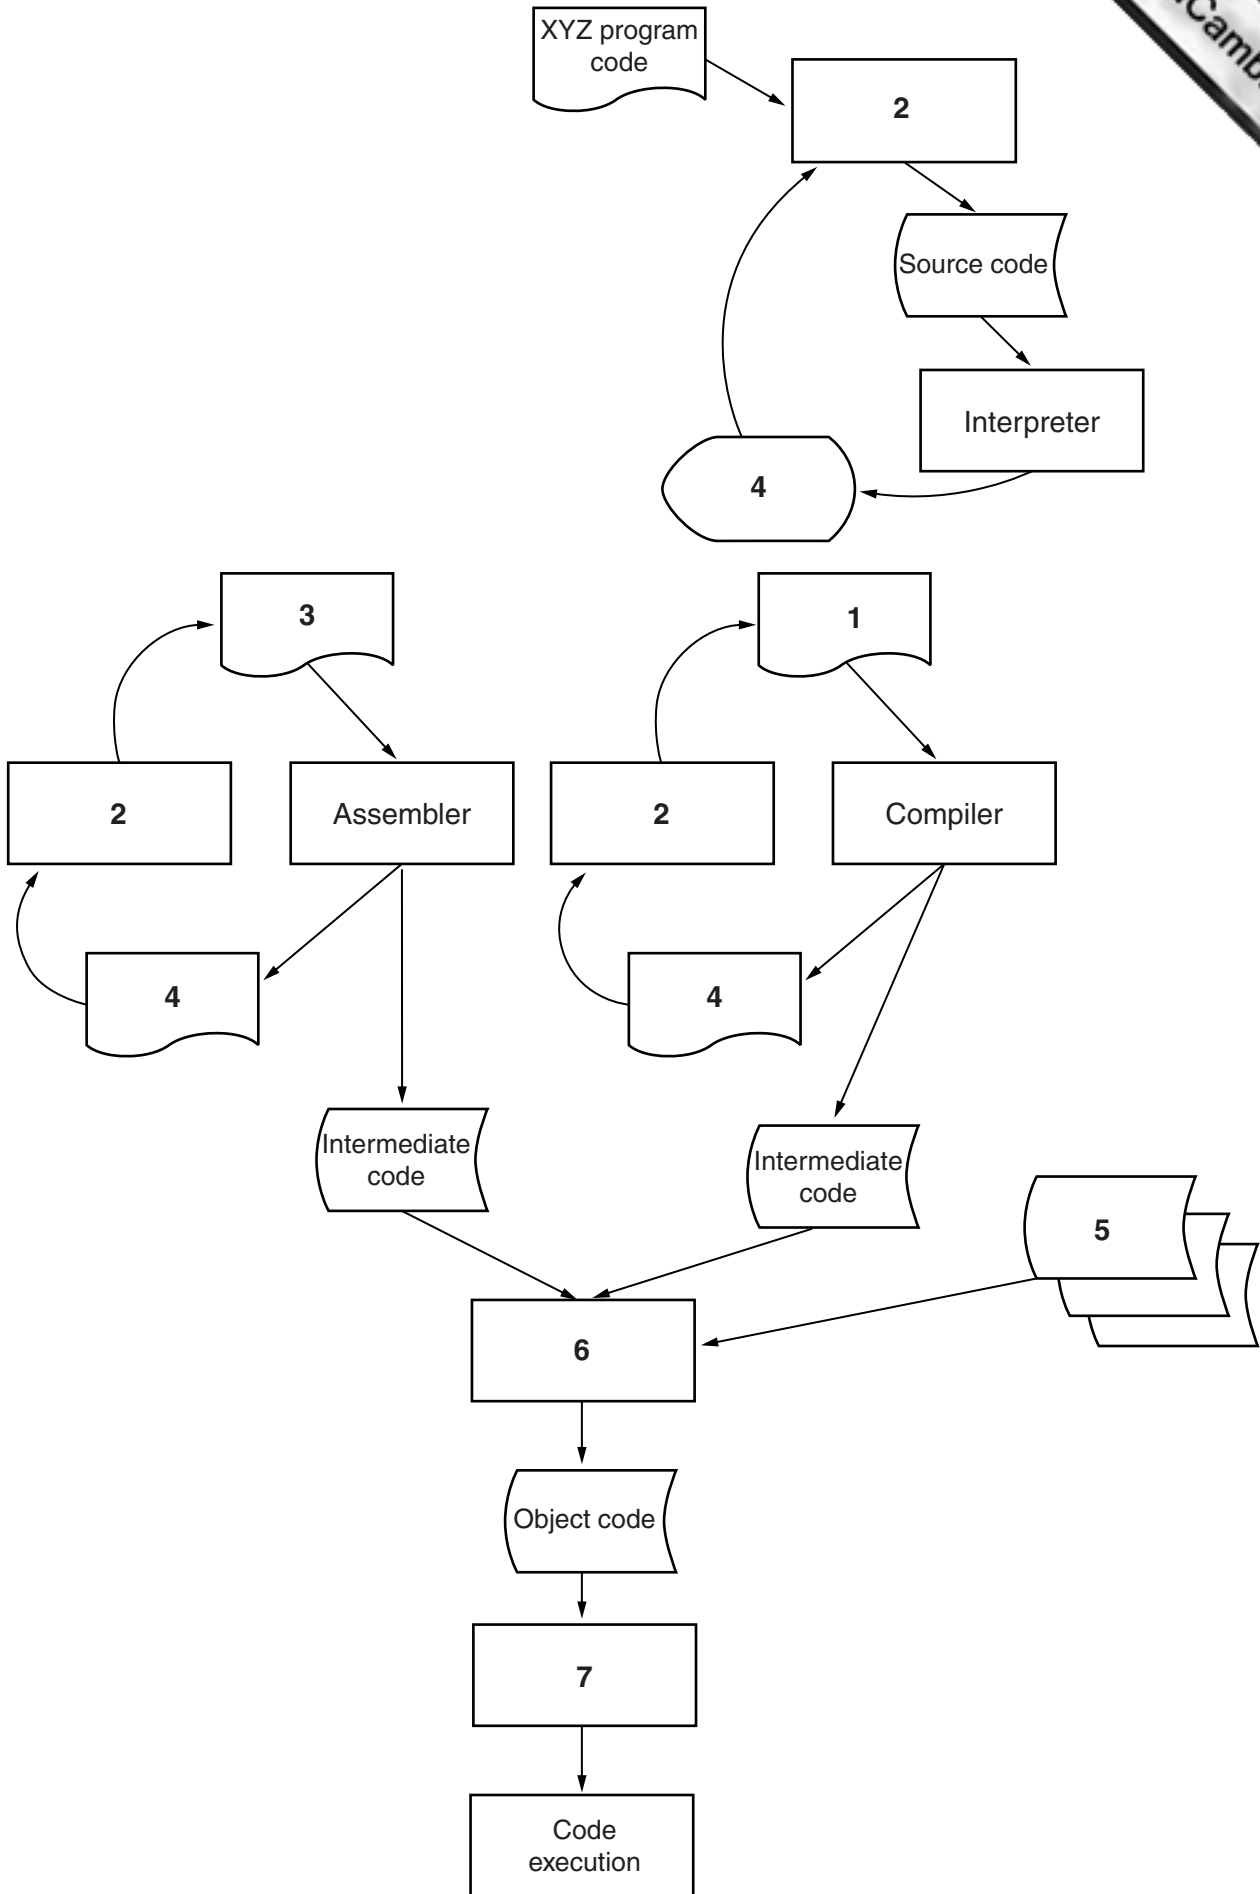 XYZ program
code
2
Source code
Interpreter
4
3
1
2
Assembler
2
Compiler
4
4
Intermediate
code
Intermediate
code
5
6
Object code
7
Code
execution